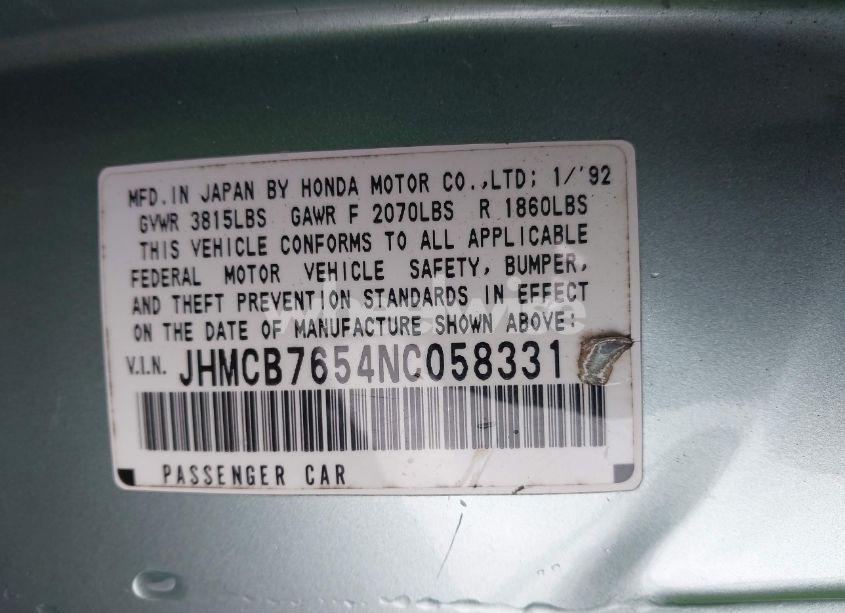 MFD.IN JAPAN BY HONDA MOTOR CO.,LTD; 1/'92
GVWR 3815LBS GAWR F 2070LBS R 1860LBS
THIS VEHICLE CONFORMS TO ALL APPLICABLE
FEDERAL MOTOR VEHICLE SAFETY, BUMPER,
AND THEFT PREVENTION STANDARDS IN EFFECT
ON THE DATE OF MANUFACTURE SHOWN ABOVE:
V.I.N. JHMCB7654NC058331
PASSENGER CAR